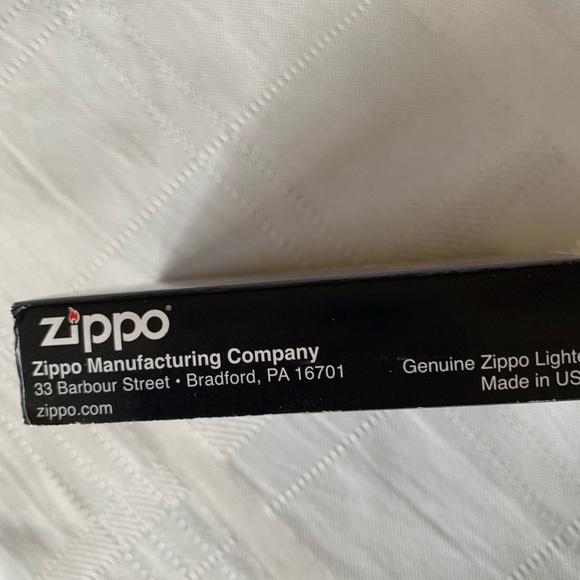 zippo®
Zippo Manufacturing Company
33 Barbour Street • Bradford, PA 16701
zippo.com
Genuine Zippo Lighte
Made in US